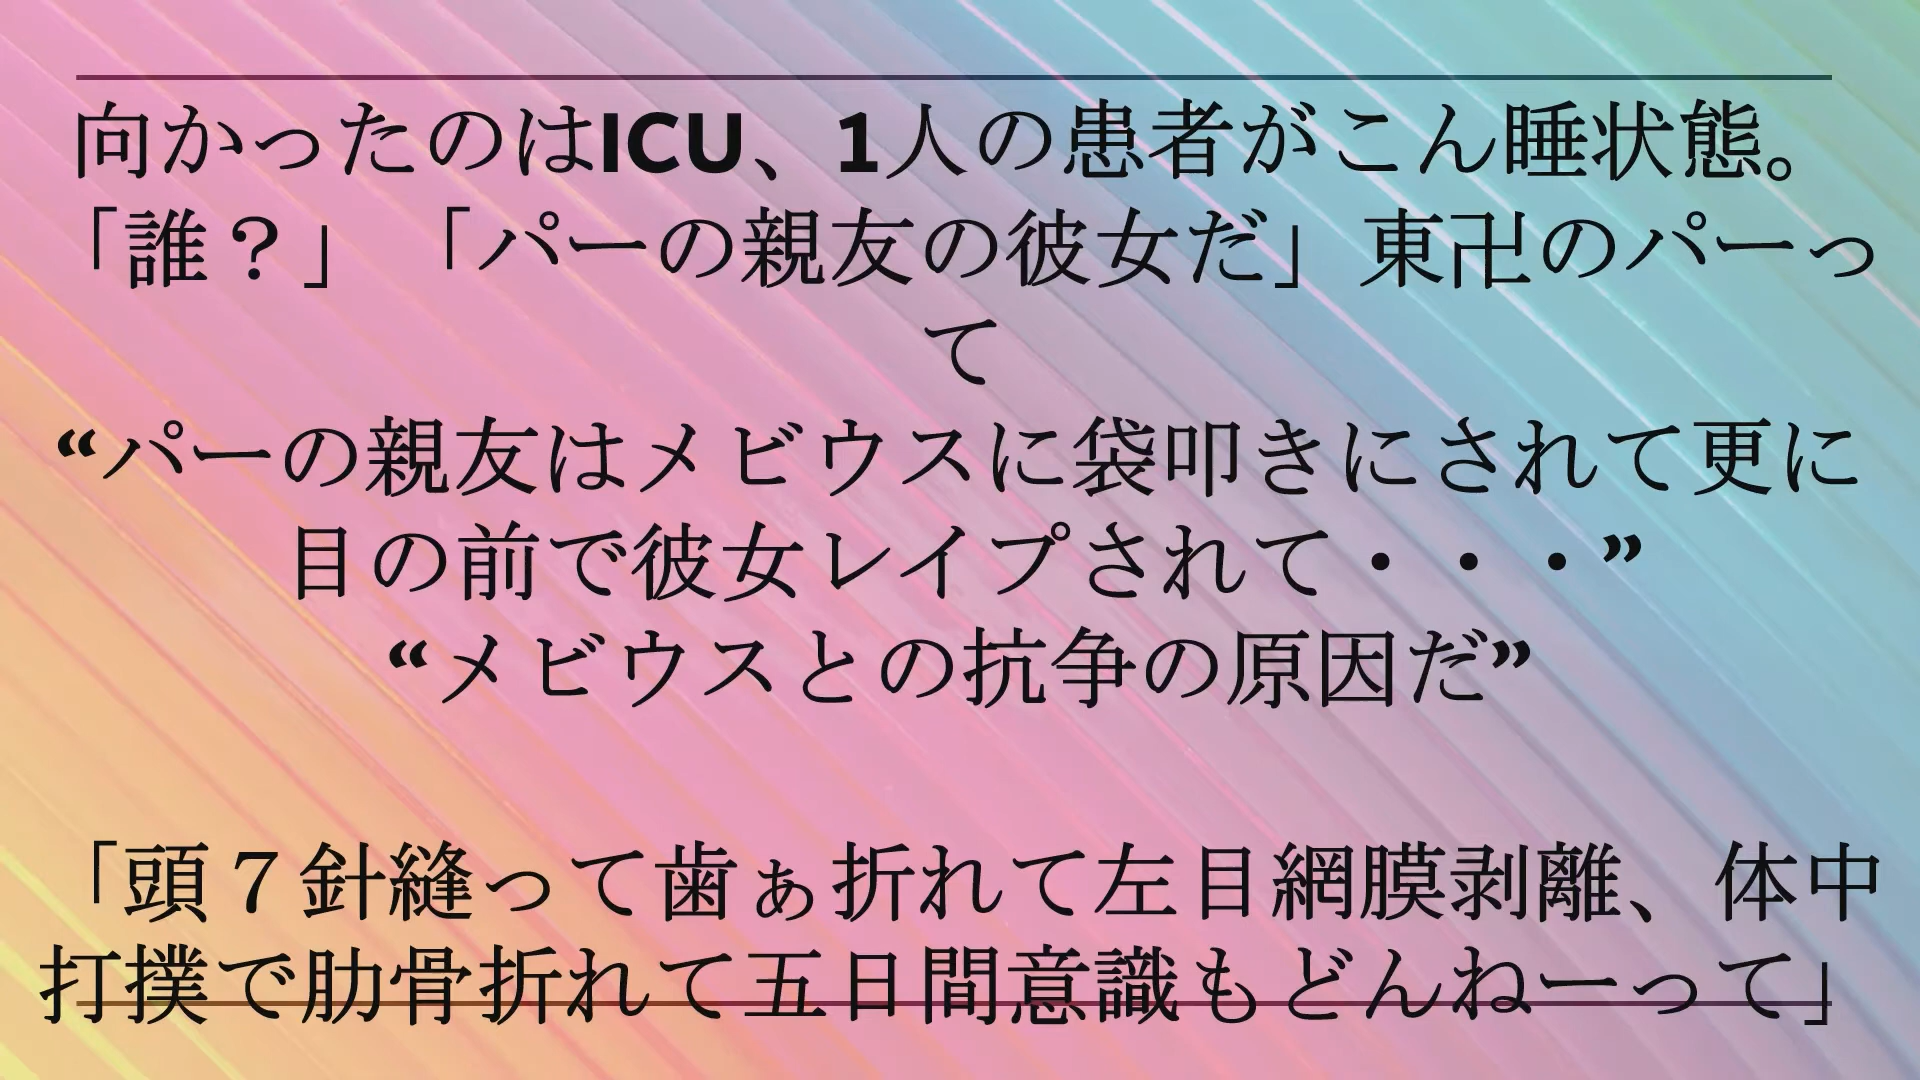 向かったのはICU、1人の患者がこん睡状態。
「誰？」「パーの親友の彼女だ」東卍のパーっ
て
“パーの親友はメビウスに袋叩きにされて更に
目の前で彼女レイプされて・・・”
“メビウスとの抗争の原因だ”
「頭７針縫って歯ぁ折れて左目網膜剥離、体中
打撲で肋骨折れて五日間意識もどんねーって」